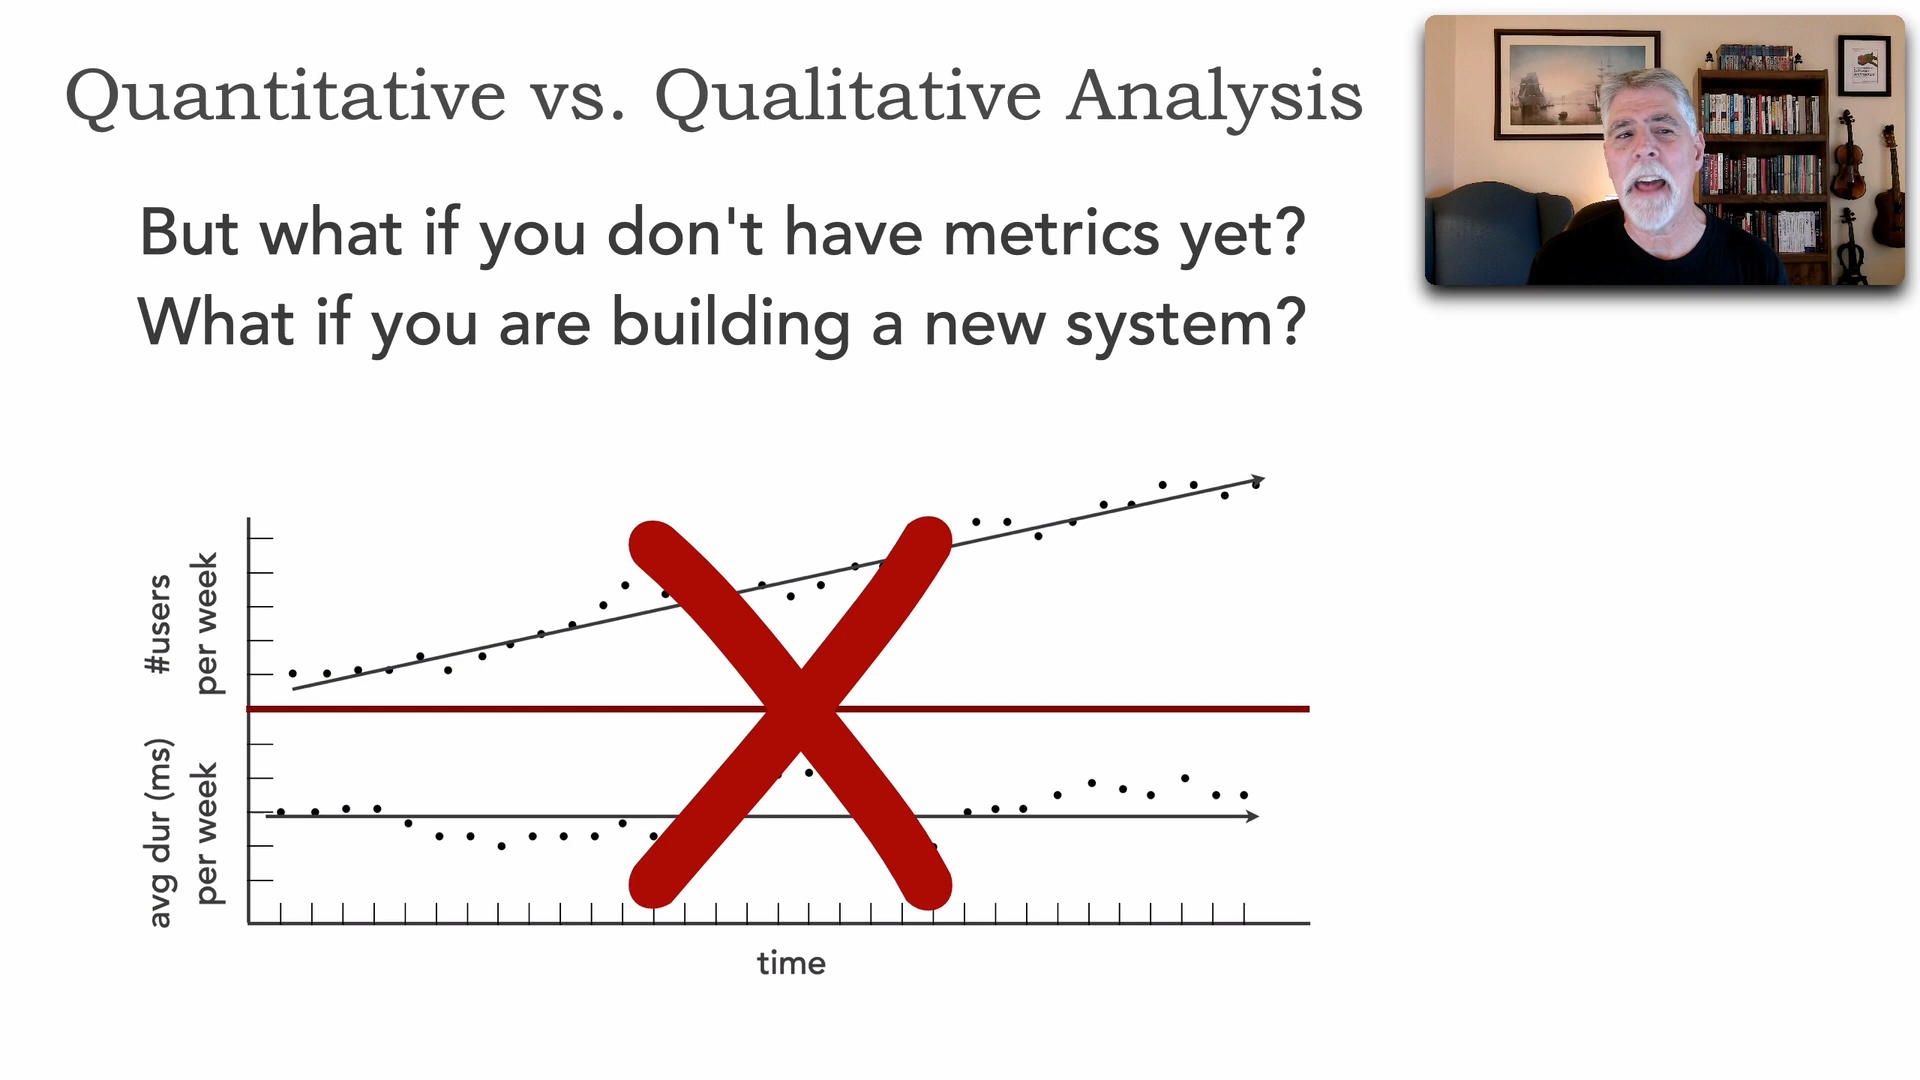 Quantitative vs. Qualitative Analysis
But what if you don't have metrics yet?
What if you are building a new system?
#users
per week
avg dur (ms)
per week
time